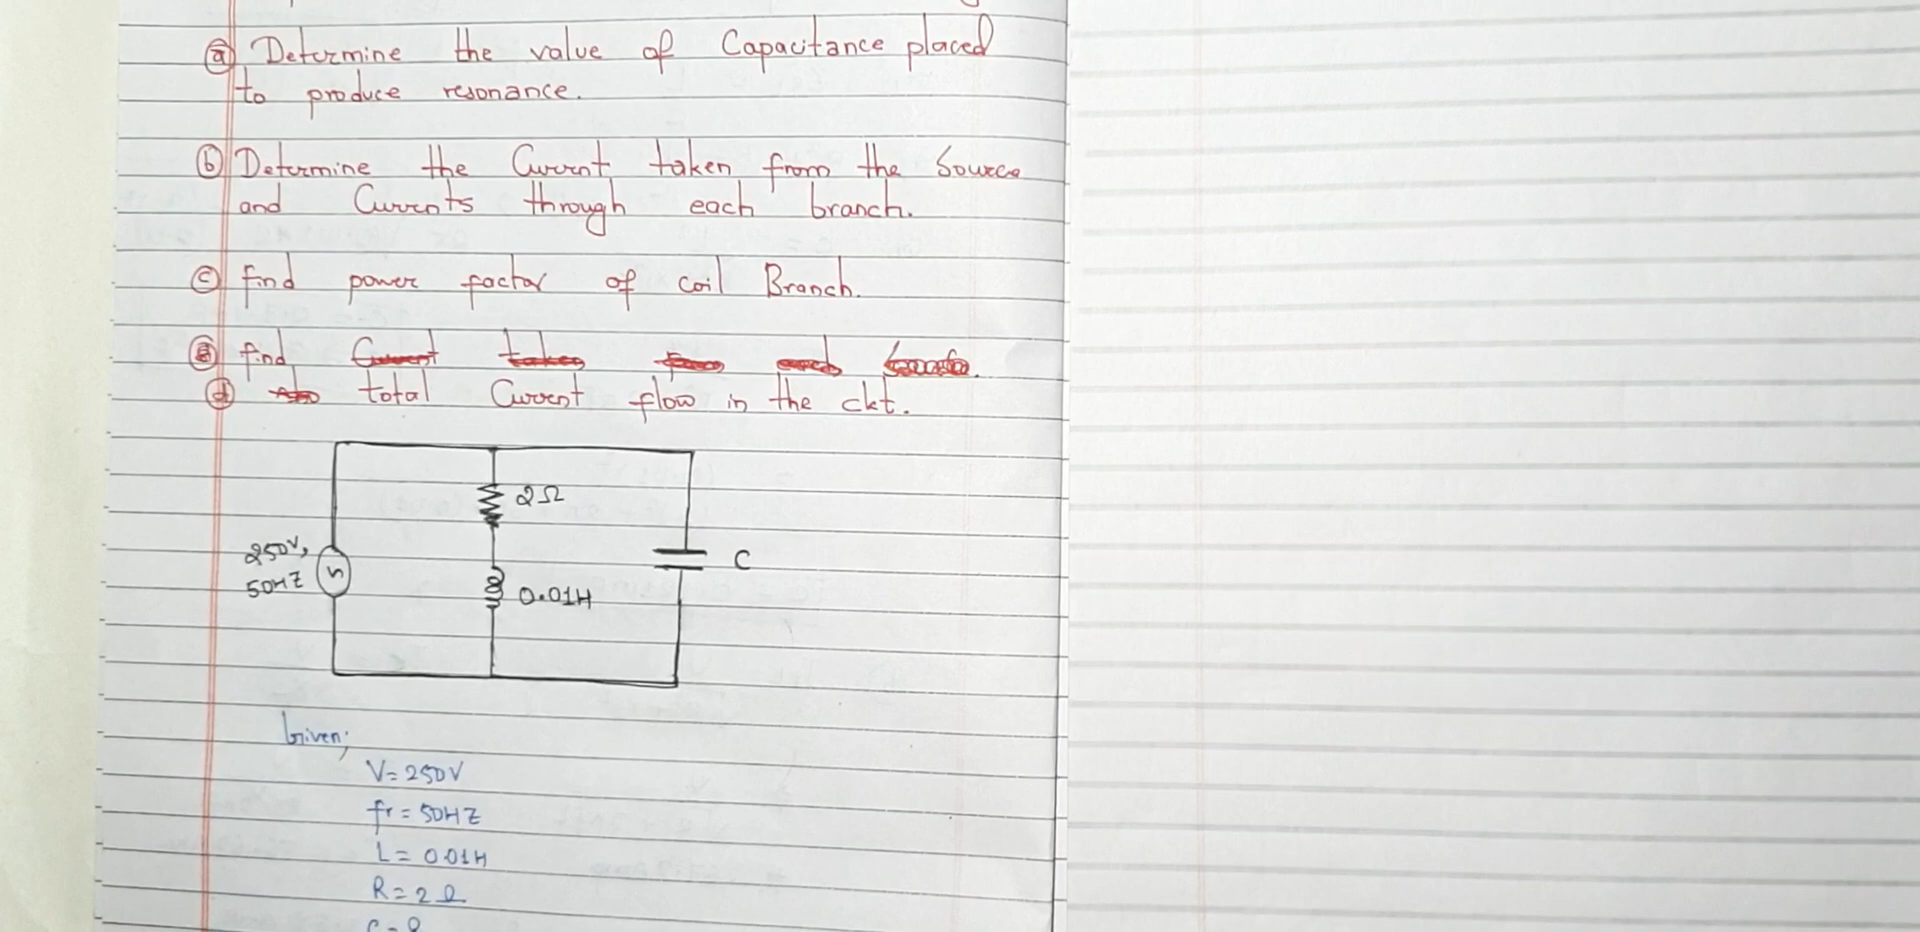 ⓐ Determine the value of Capacitance placed
to produce resonance.
ⓑ Determine the Current taken from the Source
and Currents through each branch.
ⓒ find power factor of coil Branch.
find
ⓓ total Current flow in the ckt.
2Ω
250V,
50HZ
C
0.01H
Given;
V=250V
fr=50HZ
L=0.01H
R=2Ω